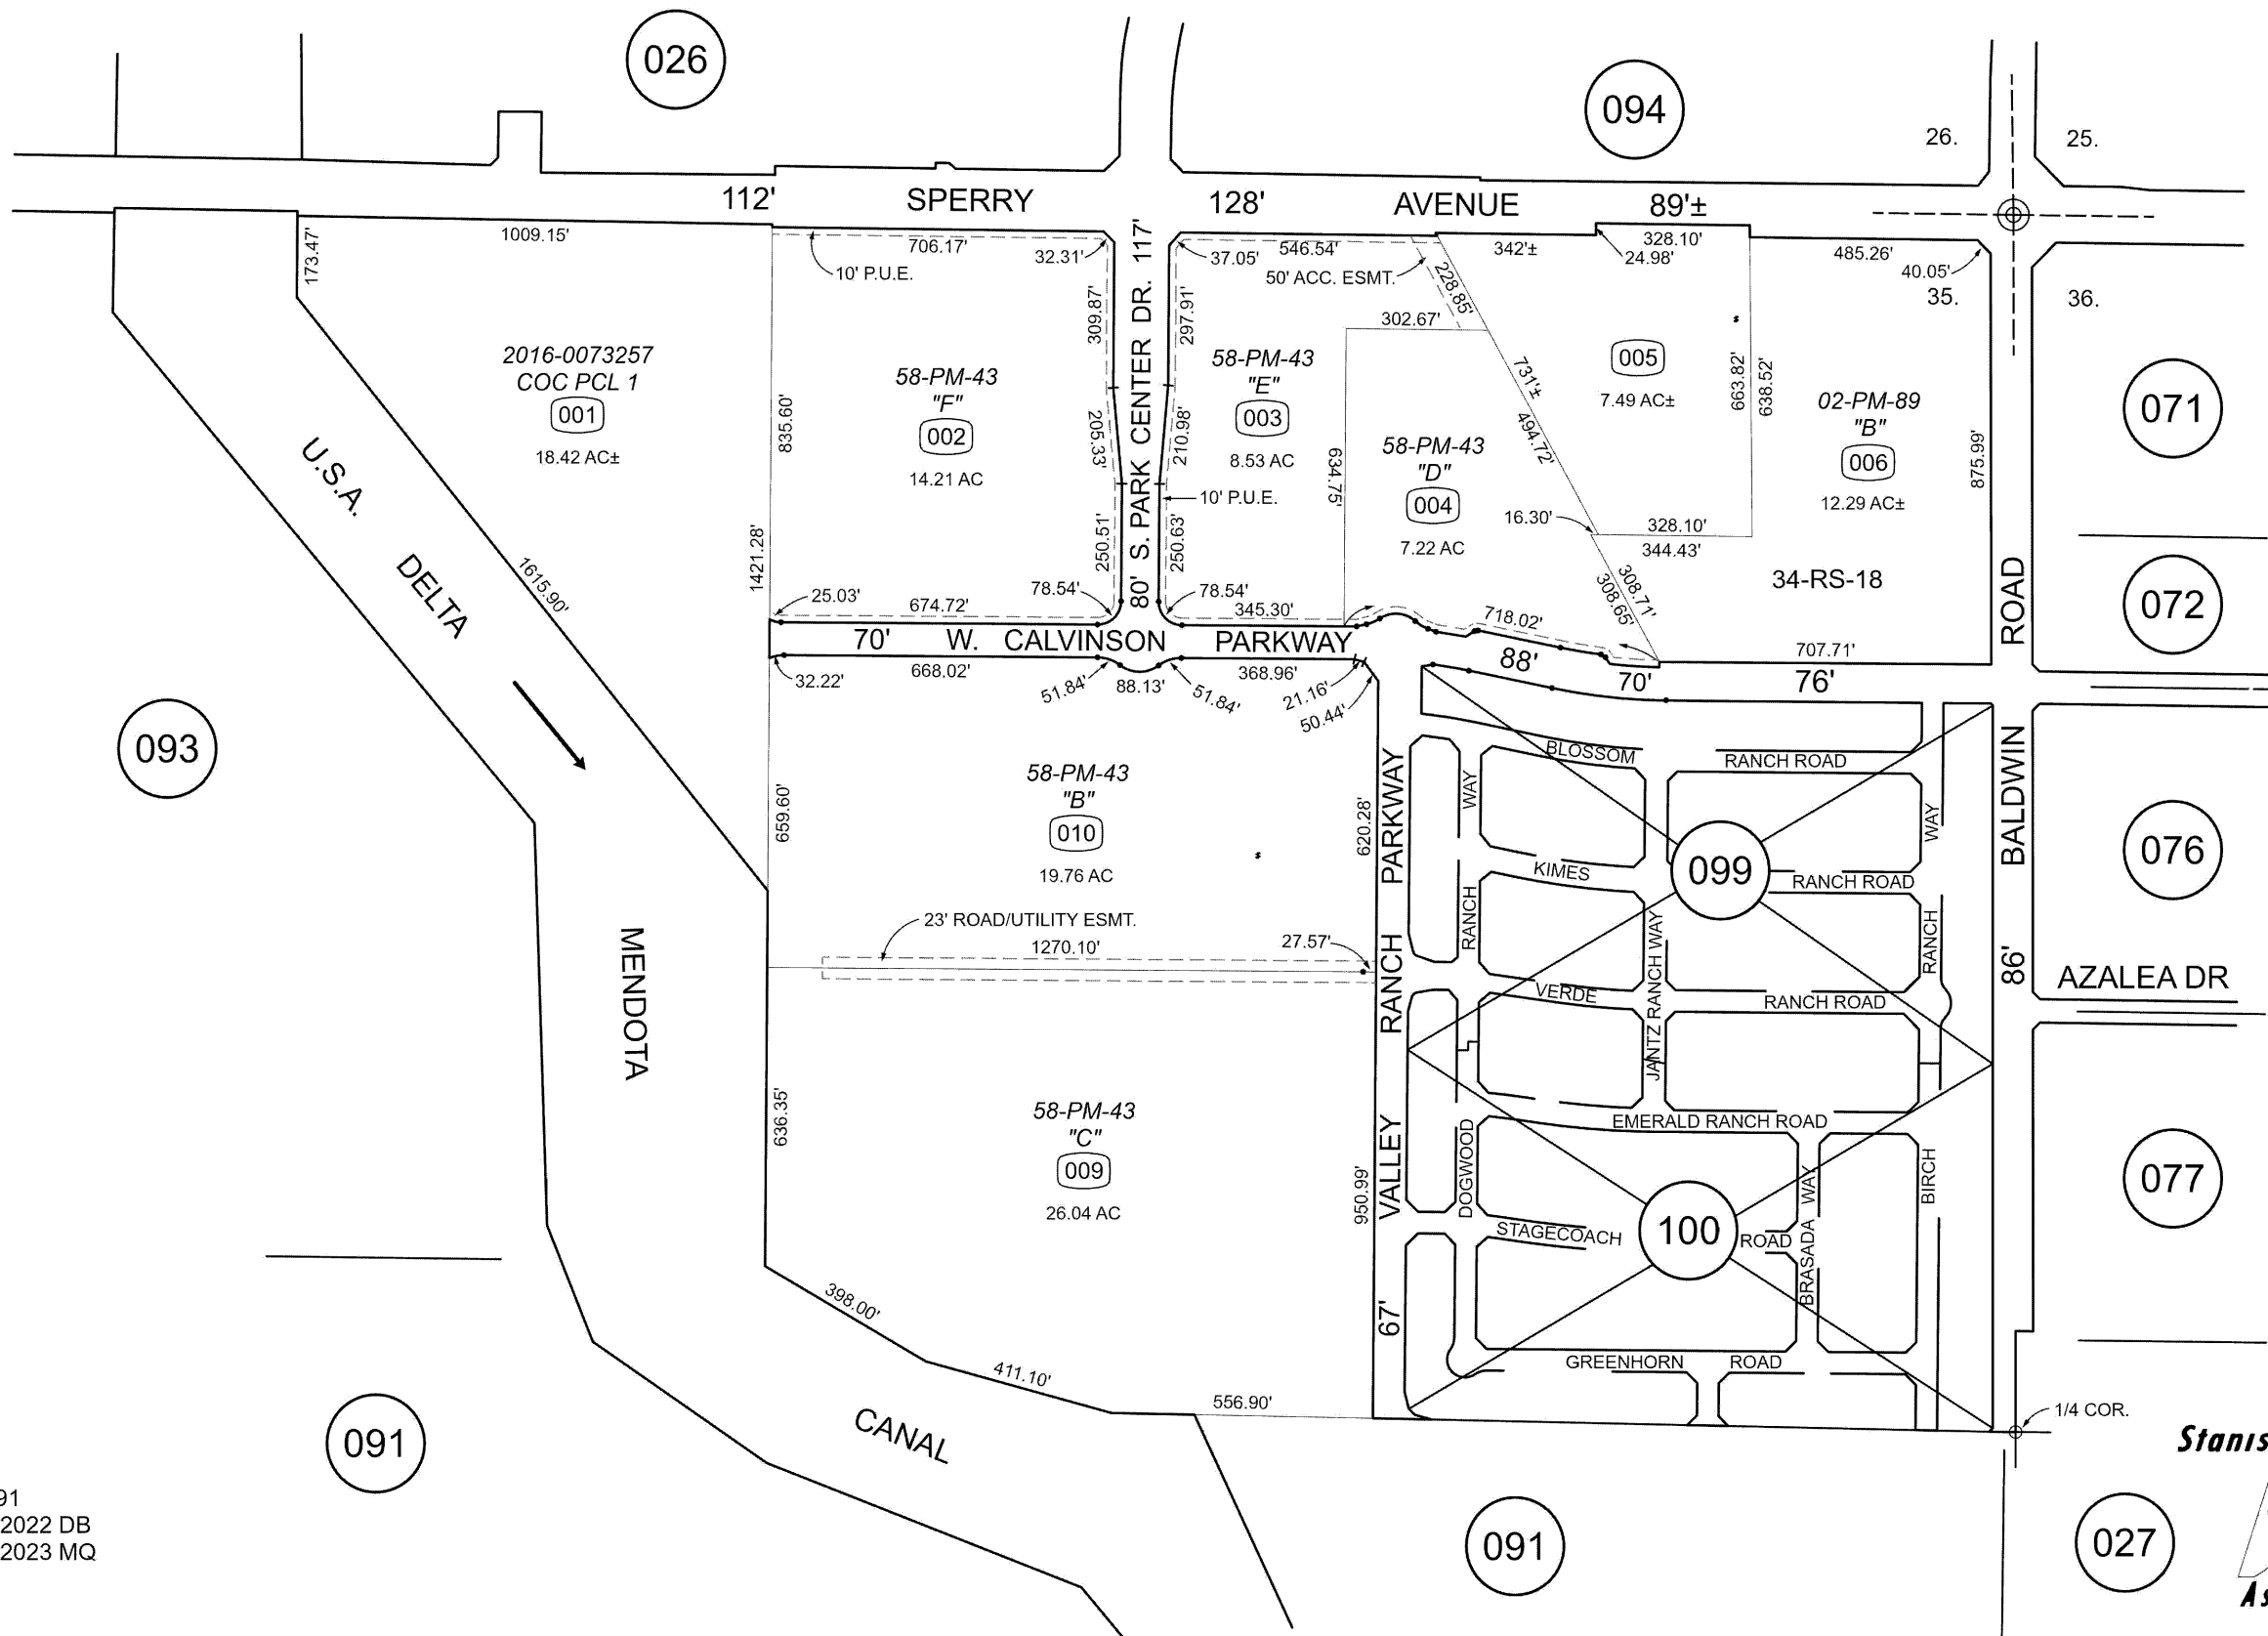 026
094
26.
25.
112'
SPERRY
128'
AVENUE
89'±
1009.15'
706.17'
32.31'
10' P.U.E.
173.47'
117'
37.05'
546.54'
50' ACC. ESMT.
228.85'
342'±
328.10'
24.98'
485.26'
40.05'
35.
36.
2016-0073257
COC PCL 1
001
18.42 AC±
835.60'
1421.28'
58-PM-43
"F"
002
14.21 AC
309.87'
205.33'
250.51'
80' S. PARK CENTER DR.
297.91'
210.98'
250.63'
10' P.U.E.
58-PM-43
"E"
003
8.53 AC
302.67'
634.75'
58-PM-43
"D"
004
7.22 AC
731'±
494.72'
16.30'
005
7.49 AC±
663.82'
638.52'
328.10'
344.43'
308.71'
308.65'
02-PM-89
"B"
006
12.29 AC±
875.99'
34-RS-18
071
072
U.S.A.
DELTA
MENDOTA
CANAL
1615.90'
25.03'
674.72'
78.54'
78.54'
345.30'
718.02'
707.71'
70'
W.
CALVINSON
PARKWAY
88'
70'
76'
32.22'
668.02'
51.84'
88.13'
51.84'
368.96'
21.16'
50.44'
093
659.60'
58-PM-43
"B"
010
19.76 AC
620.28'
23' ROAD/UTILITY ESMT.
1270.10'
27.57'
636.35'
58-PM-43
"C"
009
26.04 AC
950.99'
398.00'
411.10'
556.90'
67'
VALLEY
RANCH
PARKWAY
BLOSSOM
RANCH ROAD
WAY
RANCH
DOGWOOD
KIMES
RANCH ROAD
099
VERDE
RANCH ROAD
JANTZ RANCH WAY
WAY
RANCH
BIRCH
EMERALD RANCH ROAD
STAGECOACH
ROAD
100
BRASADA WAY
GREENHORN
ROAD
86'
BALDWIN
ROAD
076
AZALEA DR
077
1/4 COR.
091
091
027
91
2022 DB
2023 MQ
Stanis
As